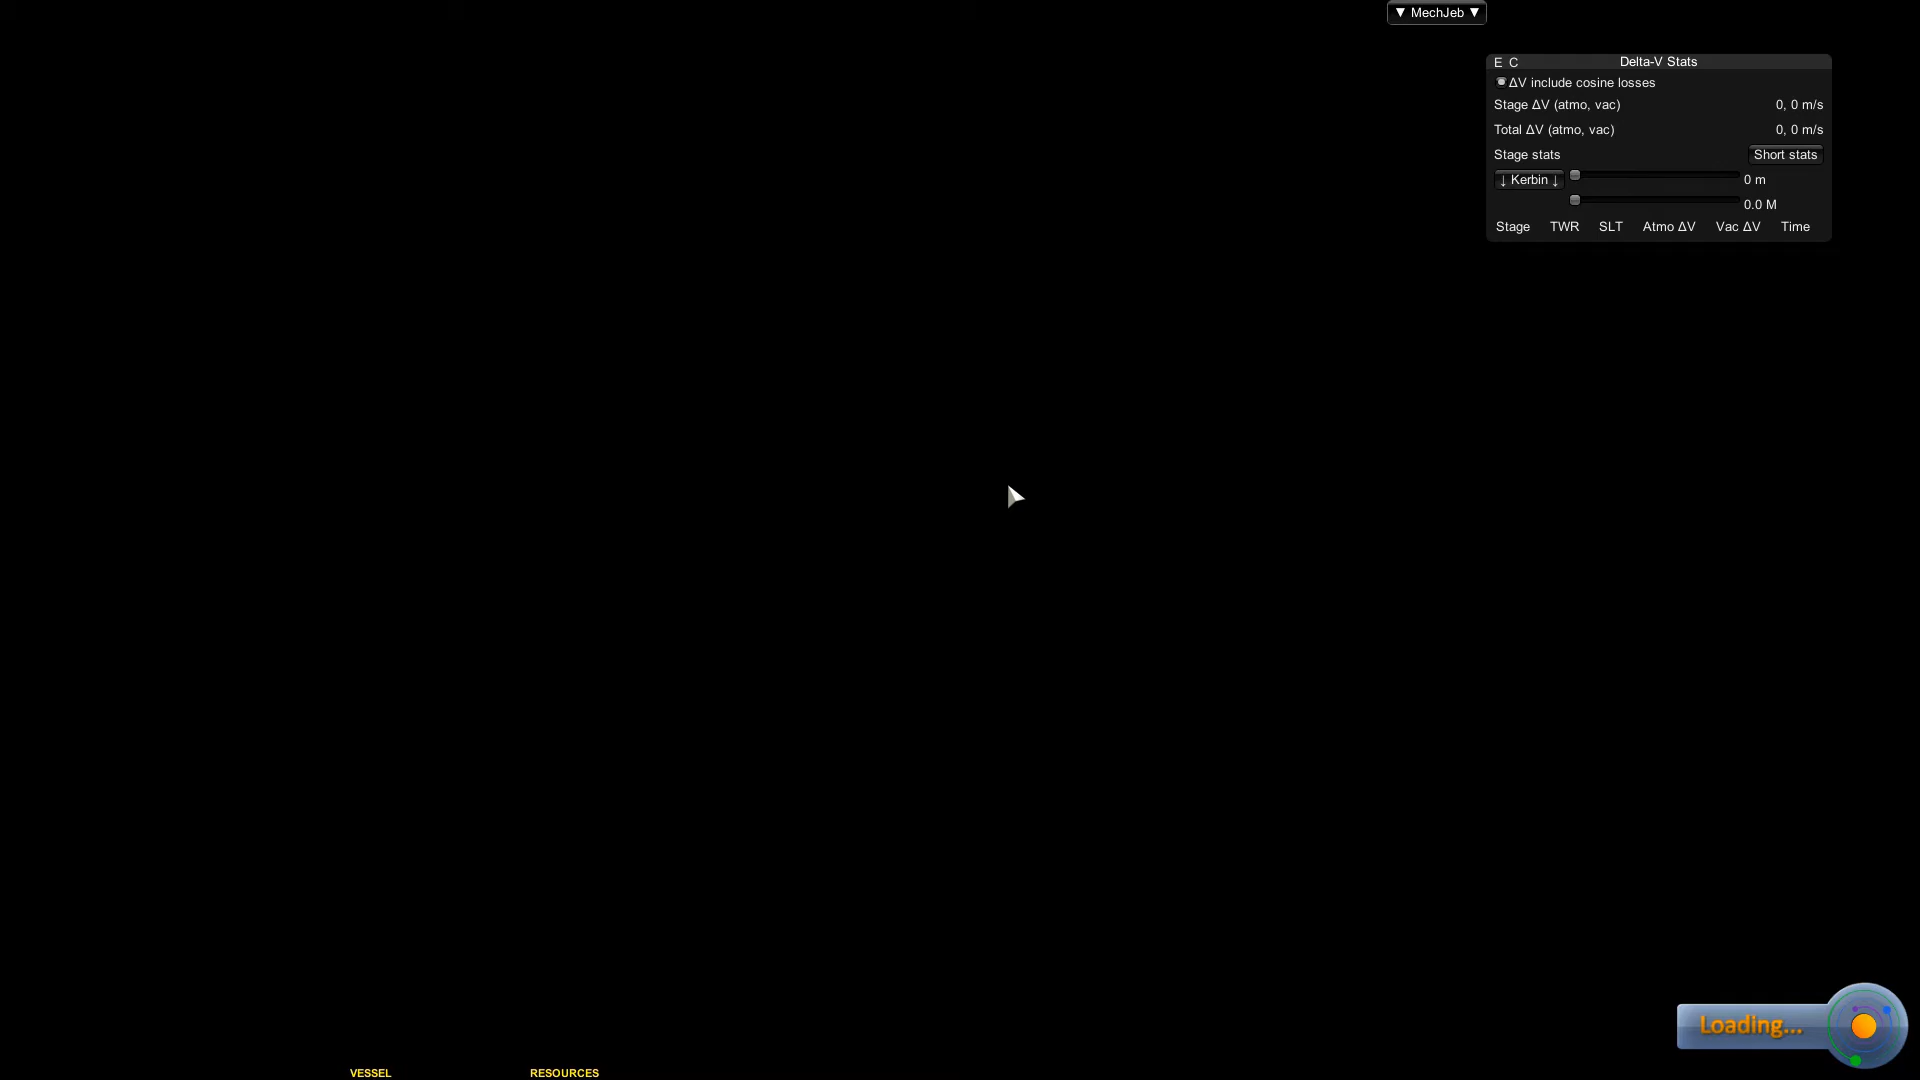 ▼ MechJeb ▼
E C Delta-V Stats
ΔV include cosine losses
Stage ΔV (atmo, vac) 0, 0 m/s
Total ΔV (atmo, vac) 0, 0 m/s
Stage stats Short stats
↓ Kerbin ↓ 0 m
0.0 M
Stage TWR SLT Atmo ΔV Vac ΔV Time
Loading...
VESSEL RESOURCES